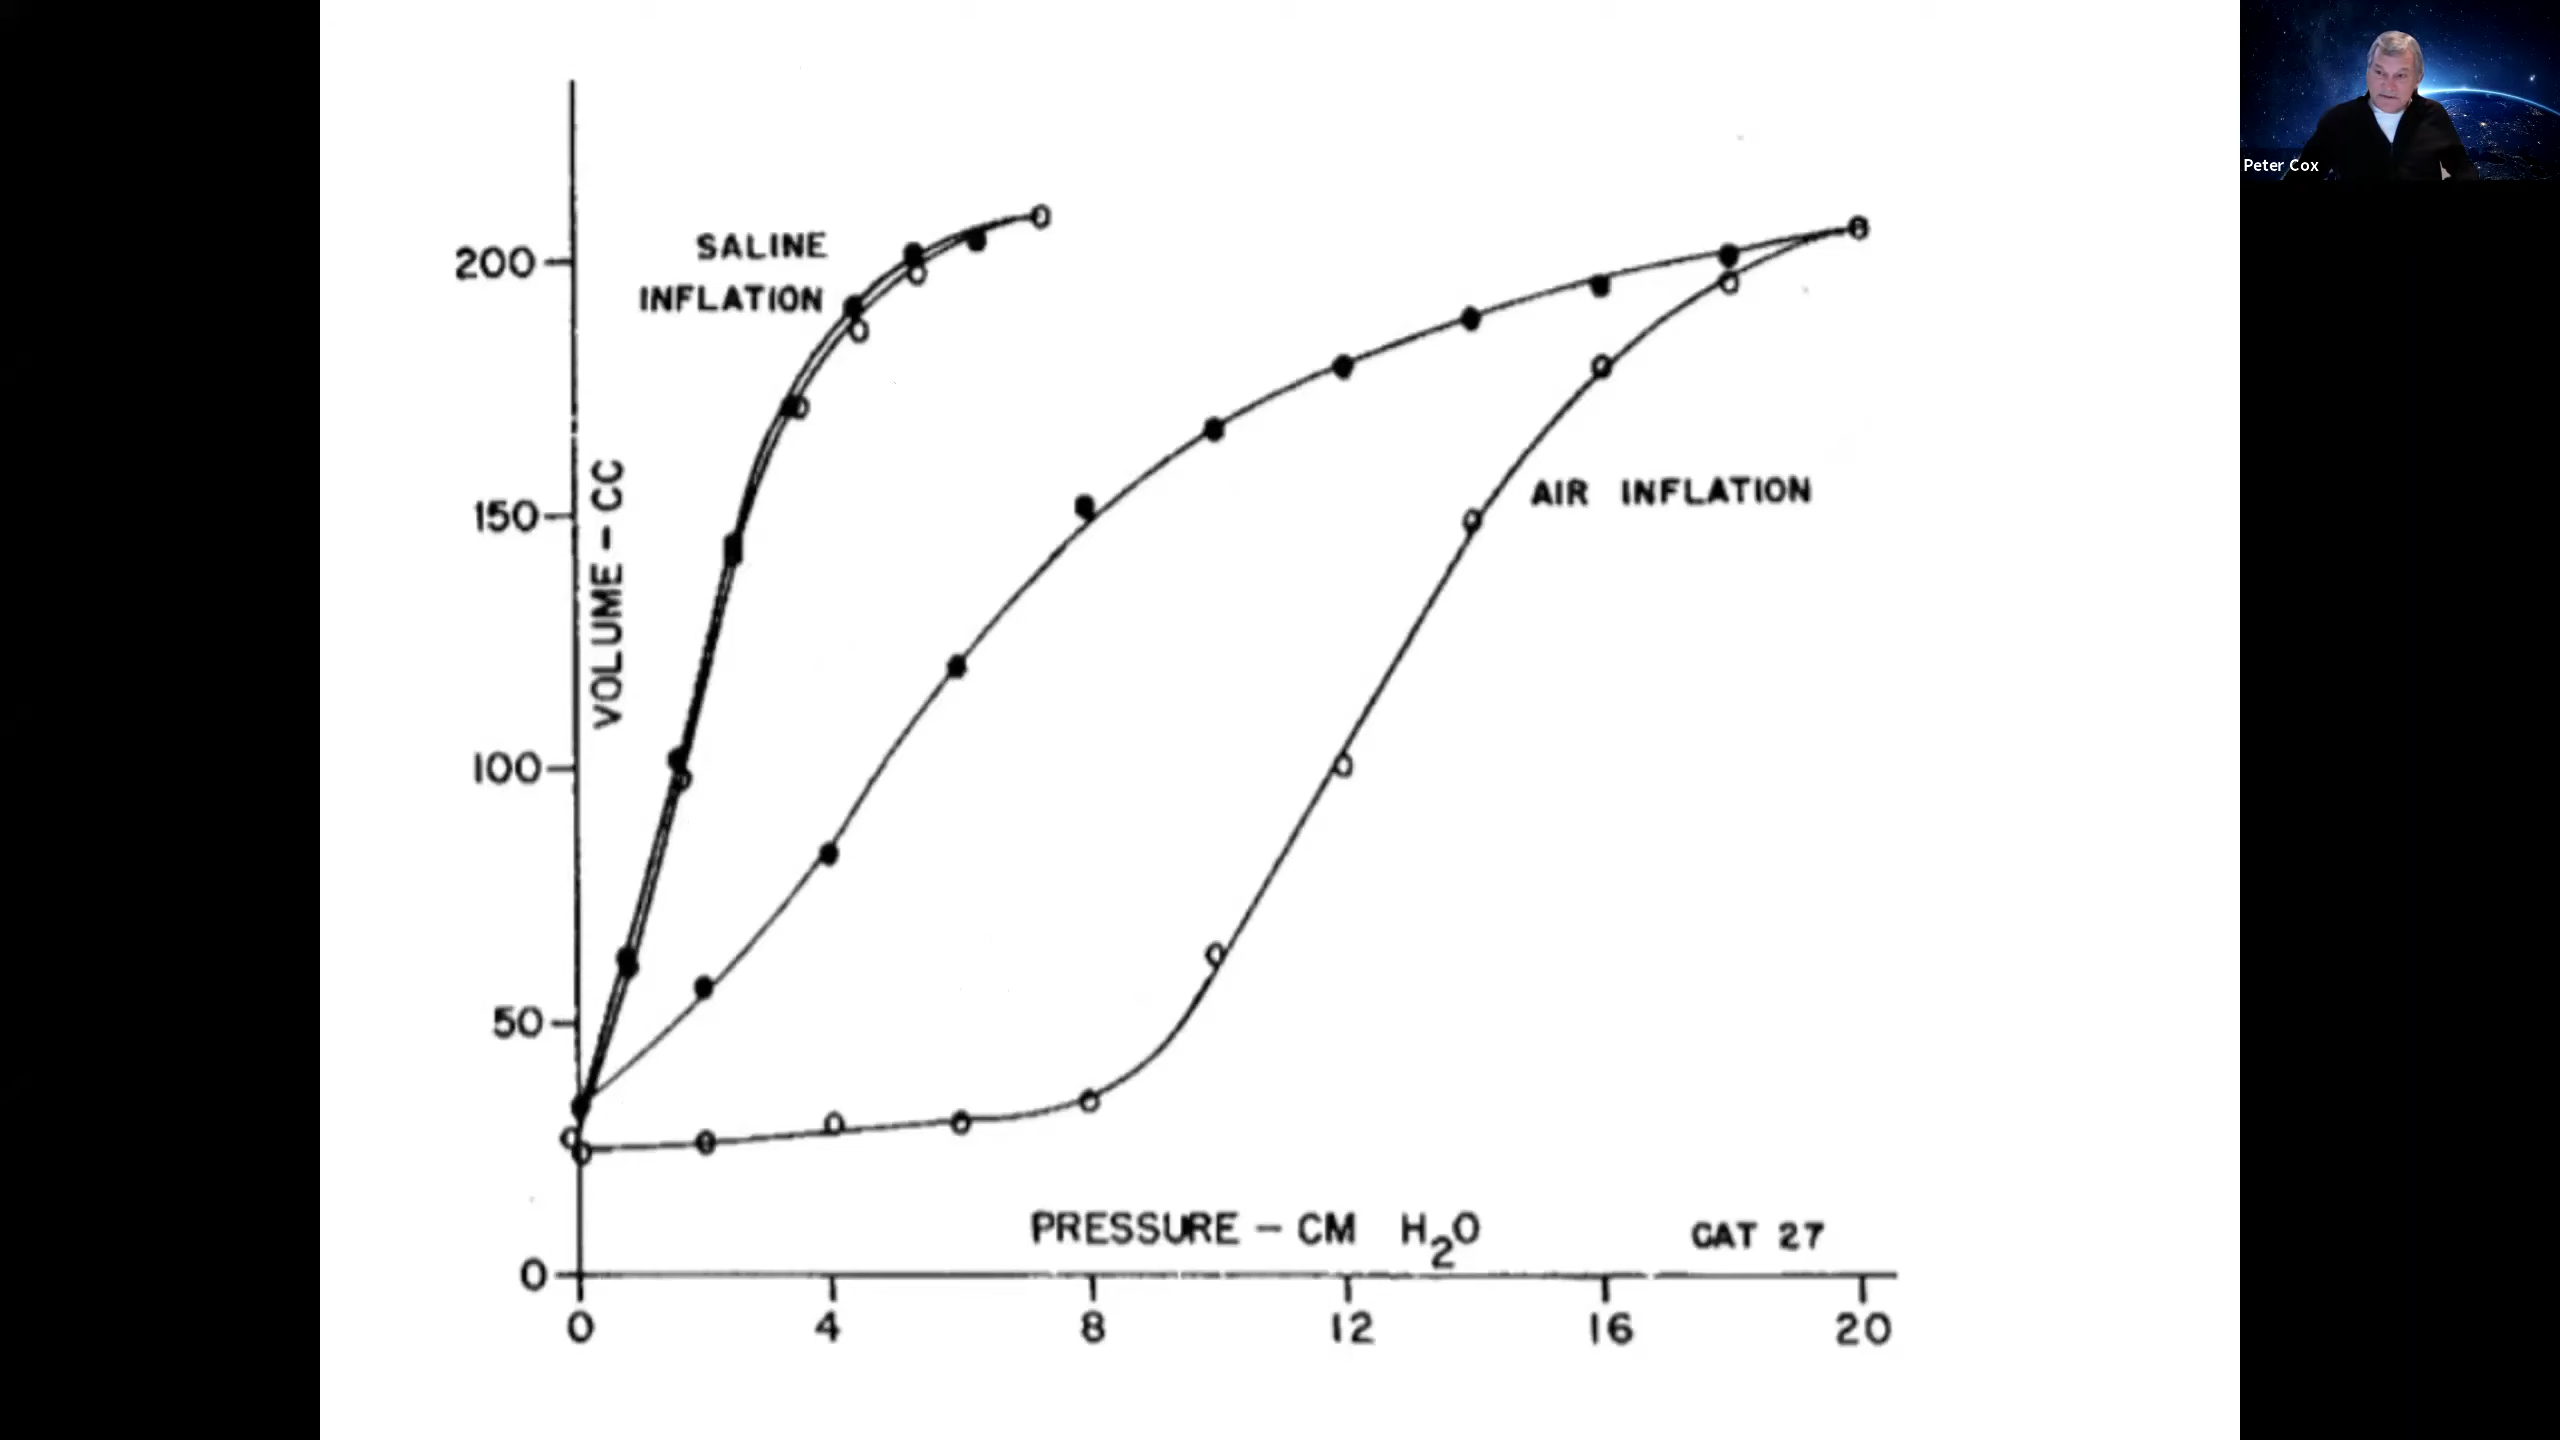 SALINE
INFLATION
200
150
100
50
0
VOLUME - CC
AIR INFLATION
PRESSURE - CM H2O
CAT 27
0 4 8 12 16 20
Peter Cox